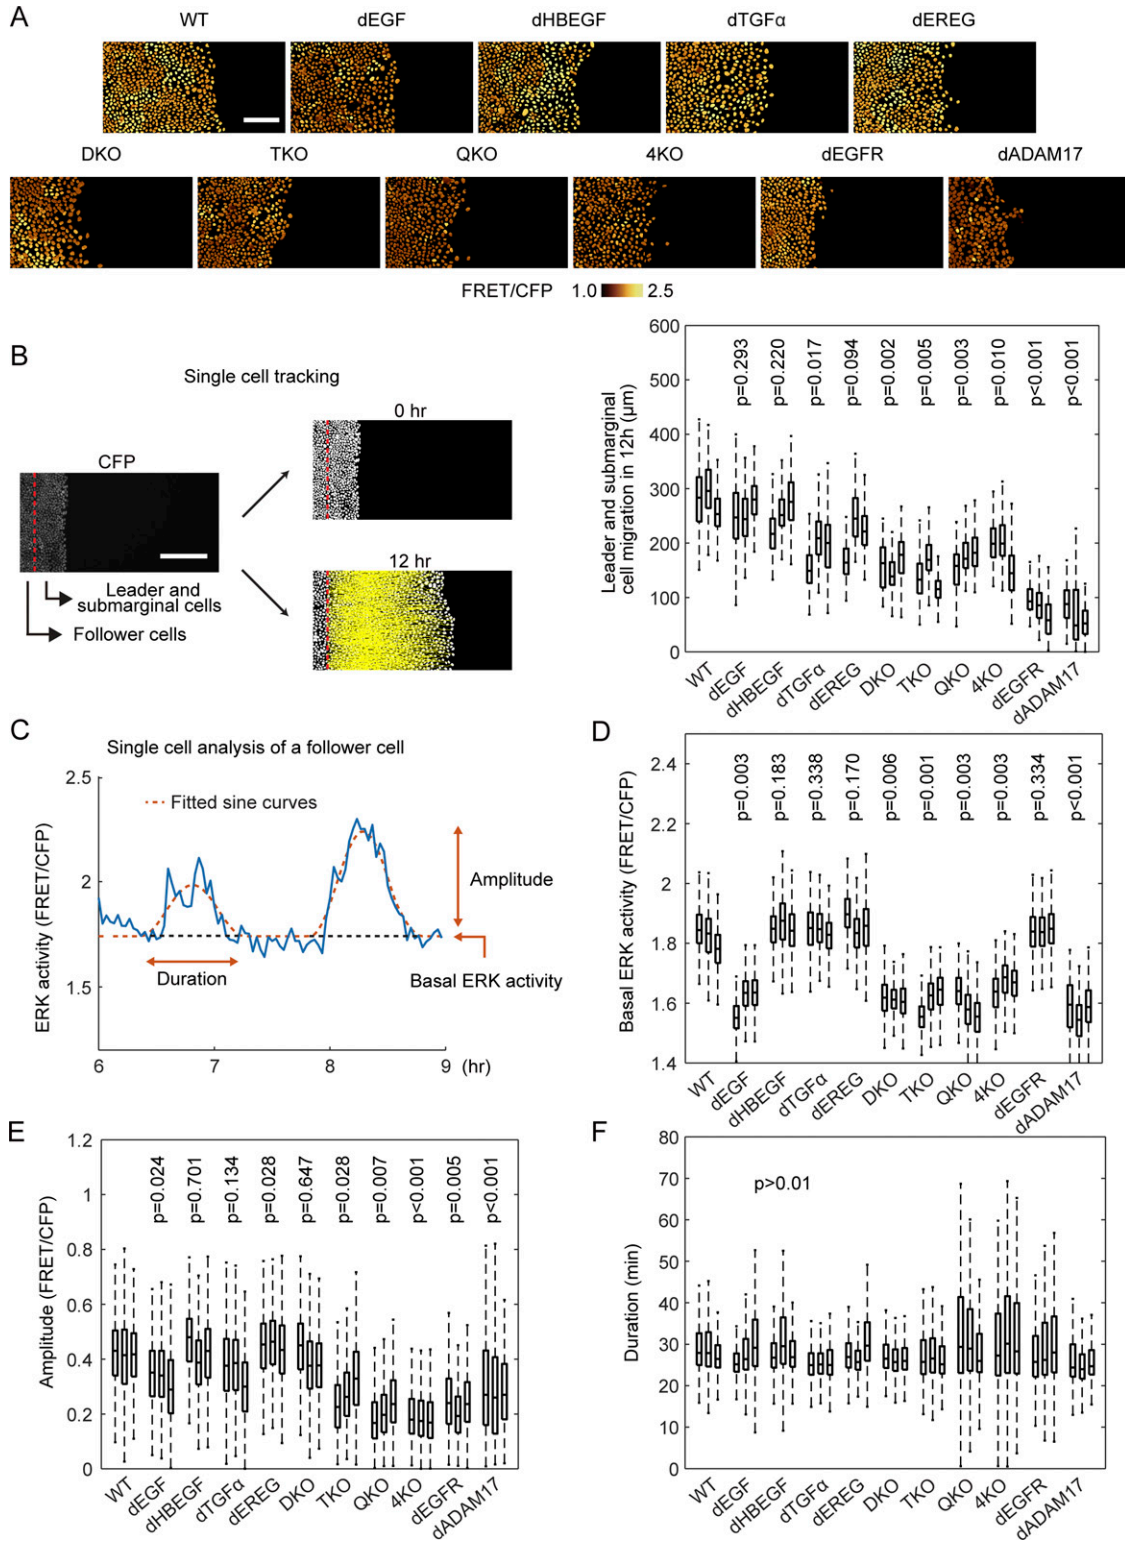 A
WT dEGF dHBEGF dTGFα dEREG
DKO TKO QKO 4KO dEGFR dADAM17
FRET/CFP 1.0 2.5
B
Single cell tracking
CFP
0 hr
12 hr
Leader and
submarginal cells
Follower cells
Leader and submarginal
cell migration in 12h (μm)
600
500
400
300
200
100
0
p=0.293
p=0.220
p=0.017
p=0.094
p=0.002
p=0.005
p=0.003
p=0.010
p<0.001
p<0.001
WT
dEGF
dHBEGF
dTGFα
dEREG
DKO
TKO
QKO
4KO
dEGFR
dADAM17
C
Single cell analysis of a follower cell
ERK activity (FRET/CFP)
2.5
2
1.5
Fitted sine curves
Amplitude
Duration
Basal ERK activity
6 7 8 9 (hr)
D
Basal ERK activity (FRET/CFP)
2.4
2.2
2
1.8
1.6
1.4
p=0.003
p=0.183
p=0.338
p=0.170
p=0.006
p=0.001
p=0.003
p=0.003
p=0.334
p<0.001
WT
dEGF
dHBEGF
dTGFα
dEREG
DKO
TKO
QKO
4KO
dEGFR
dADAM17
E
Amplitude (FRET/CFP)
1.2
1
0.8
0.6
0.4
0.2
0
p=0.024
p=0.701
p=0.134
p=0.028
p=0.647
p=0.028
p=0.007
p<0.001
p=0.005
p<0.001
WT
dEGF
dHBEGF
dTGFα
dEREG
DKO
TKO
QKO
4KO
dEGFR
dADAM17
F
Duration (min)
80
70
60
50
40
30
20
10
0
p>0.01
WT
dEGF
dHBEGF
dTGFα
dEREG
DKO
TKO
QKO
4KO
dEGFR
dADAM17